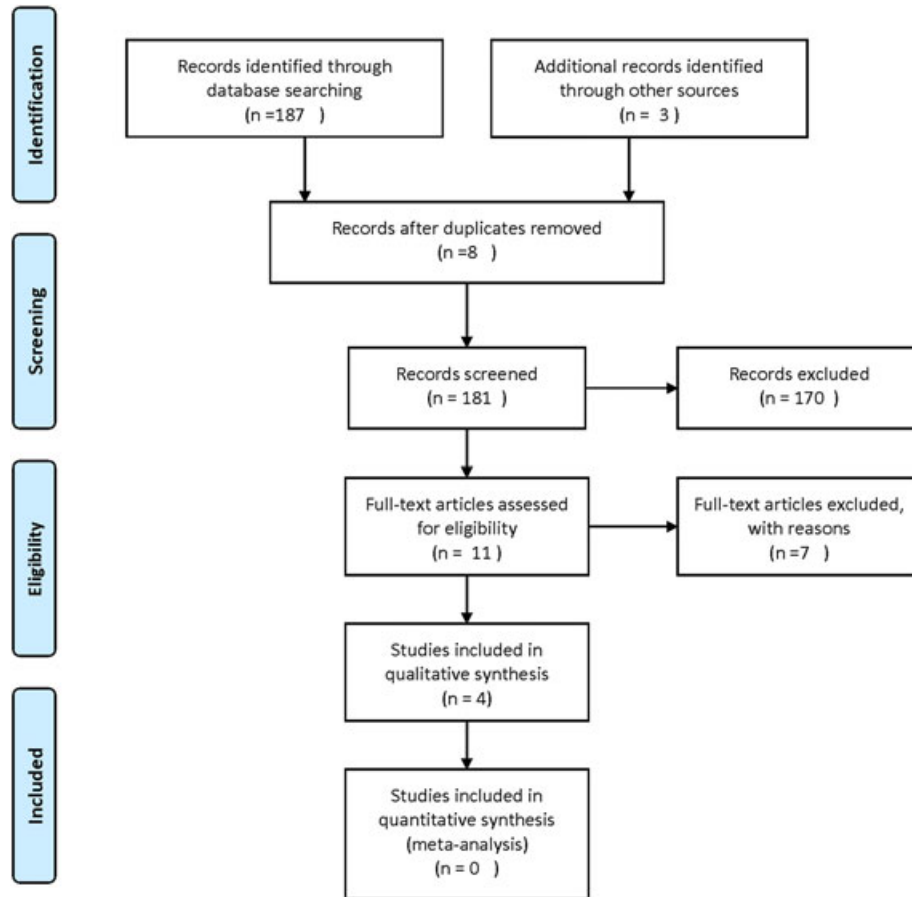 Identification
Records identified through
database searching
(n =187   )
Additional records identified
through other sources
(n =  3 )
Records after duplicates removed
(n =8   )
Screening
Records screened
(n = 181   )
Records excluded
(n = 170   )
Eligibility
Full-text articles assessed
for eligibility
(n =  11 )
Full-text articles excluded,
with reasons
(n =7   )
Studies included in
qualitative synthesis
(n = 4)
Included
Studies included in
quantitative synthesis
(meta-analysis)
(n = 0   )